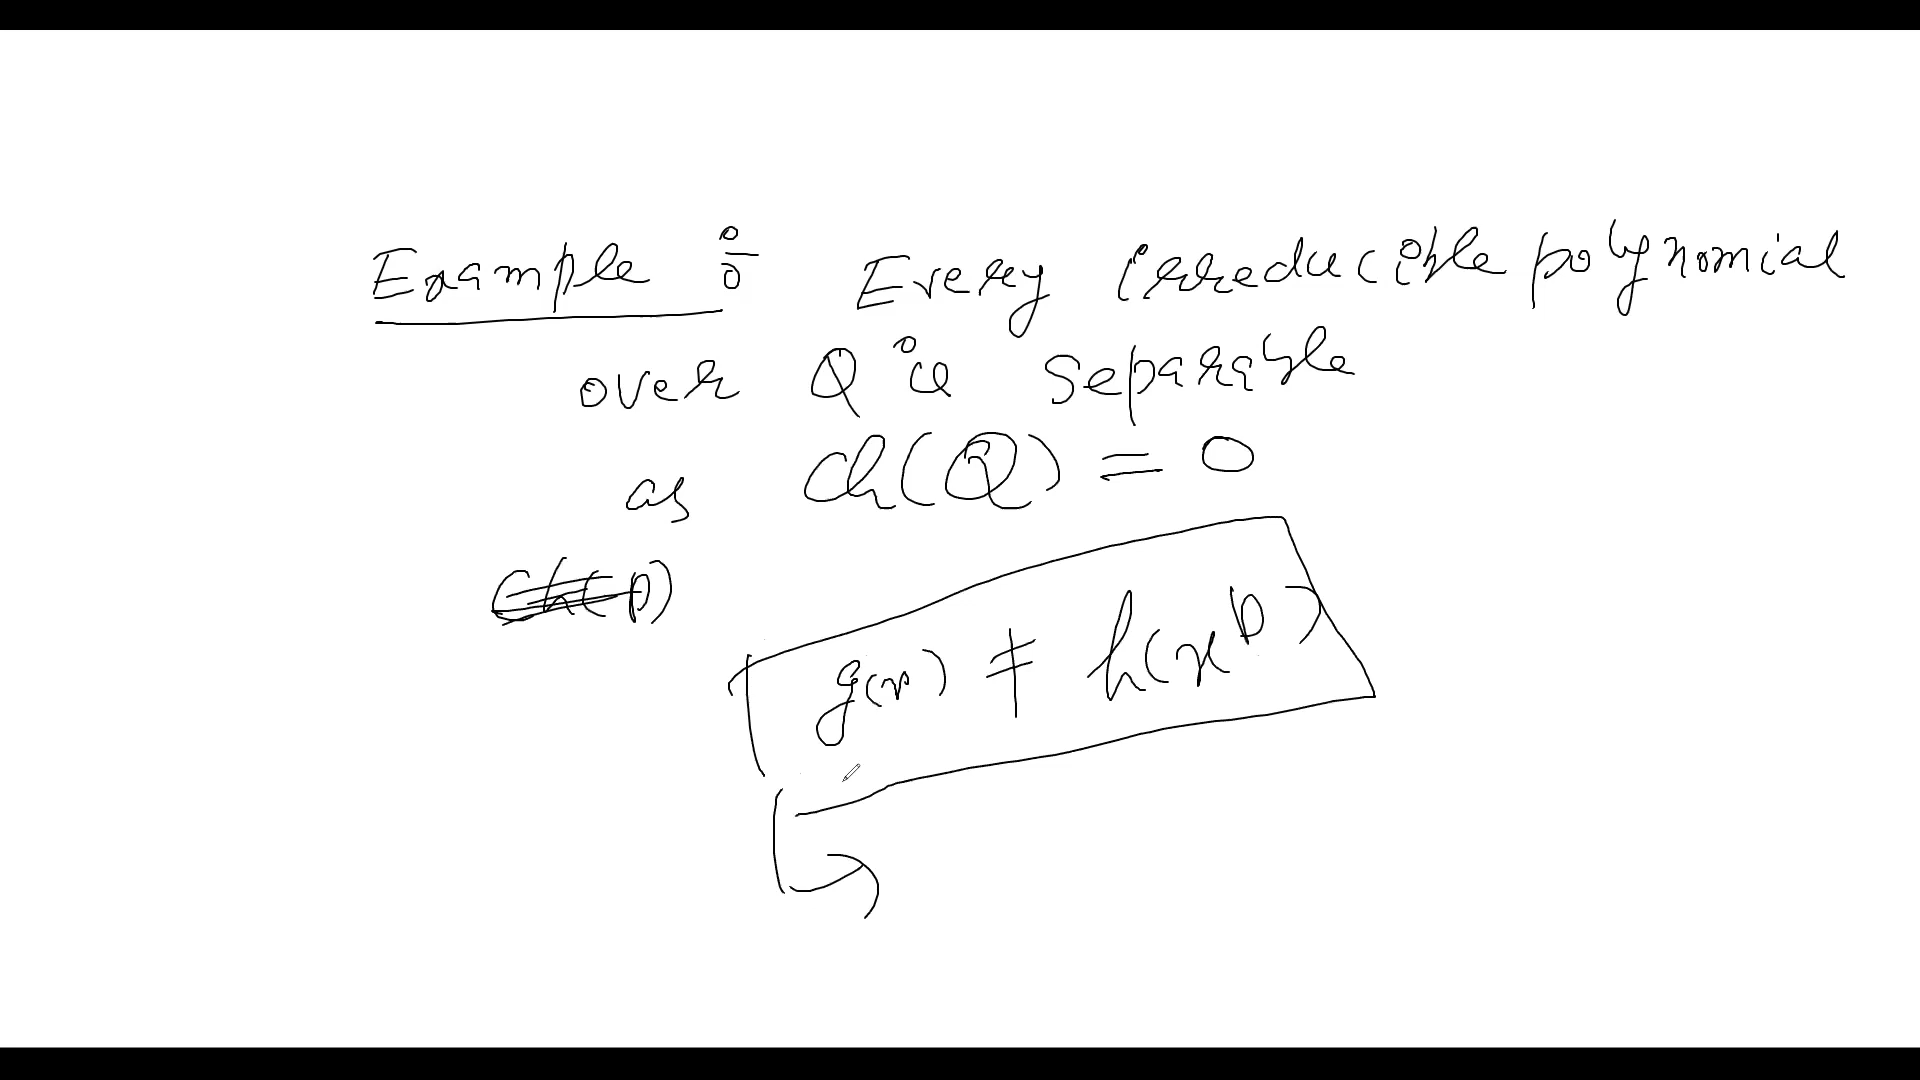 Example :- Every irreducible polynomial
over Q is separable
as ch(Q) = 0
ch(p)
g(x) ≠ h(x^p)